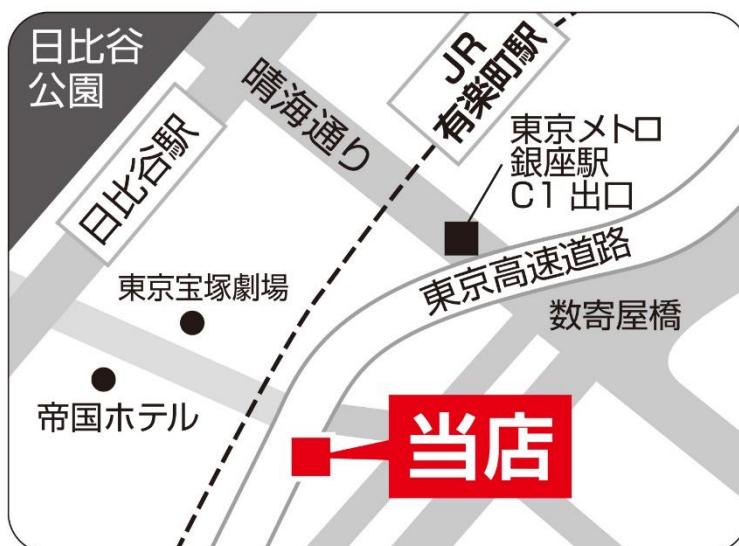 日比谷
公園
日比谷駅
晴海通り
JR
有楽町駅
東京メトロ
銀座駅
C1 出口
東京高速道路
数寄屋橋
東京宝塚劇場
帝国ホテル
当店